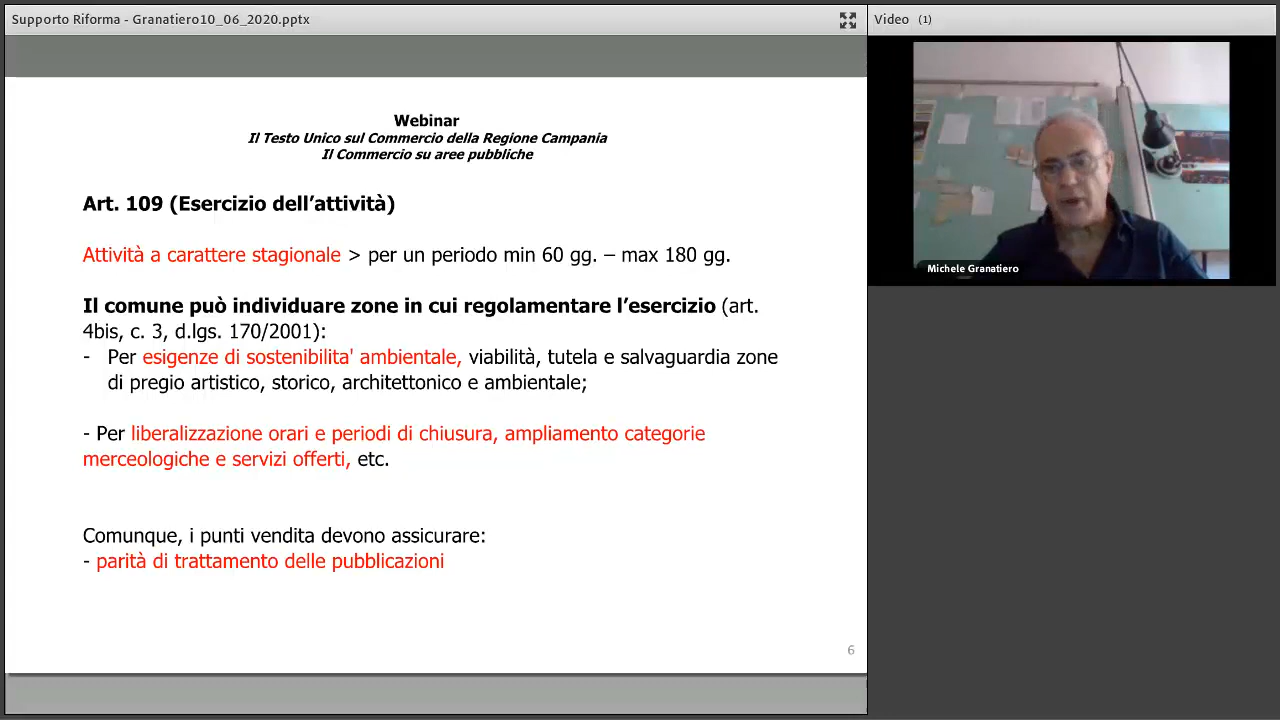 Supporto Riforma - Granatiero10_06_2020.pptx
Video (1)
Webinar
Il Testo Unico sul Commercio della Regione Campania
Il Commercio su aree pubbliche
Art. 109 (Esercizio dell’attività)
Attività a carattere stagionale > per un periodo min 60 gg. – max 180 gg.
Il comune può individuare zone in cui regolamentare l’esercizio (art.
4bis, c. 3, d.lgs. 170/2001):
- Per esigenze di sostenibilita' ambientale, viabilità, tutela e salvaguardia zone
di pregio artistico, storico, architettonico e ambientale;
- Per liberalizzazione orari e periodi di chiusura, ampliamento categorie
merceologiche e servizi offerti, etc.
Comunque, i punti vendita devono assicurare:
- parità di trattamento delle pubblicazioni
6
Michele Granatiero